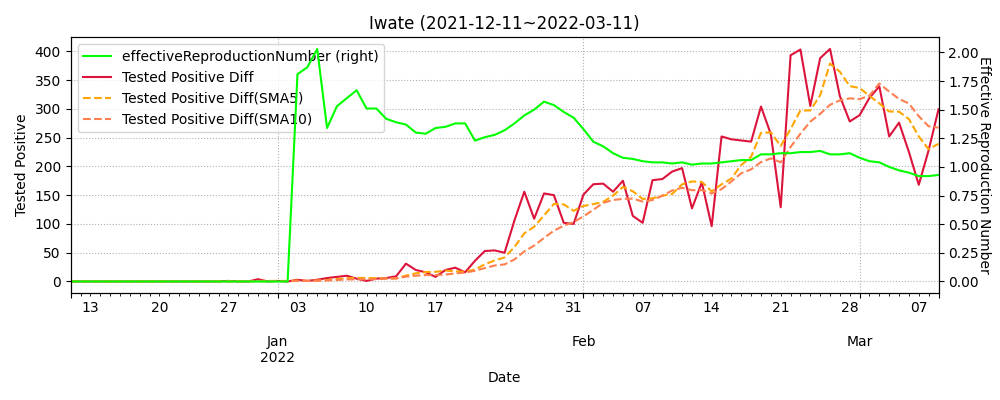 Iwate (2021-12-11~2022-03-11)
effectiveReproductionNumber (right)
Tested Positive Diff
Tested Positive Diff(SMA5)
Tested Positive Diff(SMA10)
Tested Positive
400
350
300
250
200
150
100
50
0
Effective Reproduction Number
2.00
1.75
1.50
1.25
1.00
0.75
0.50
0.25
0.00
13 20 27 03 10 17 24 31 07 14 21 28 07
Jan Feb Mar
2022
Date